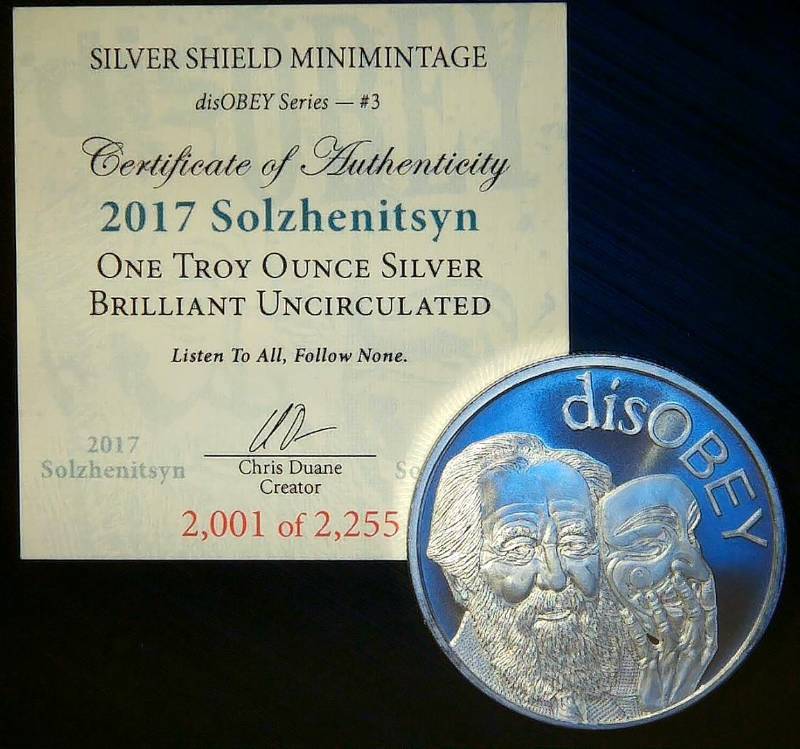 SILVER SHIELD MINIMINTAGE
disOBEY Series — #3
Certificate of Authenticity
2017 Solzhenitsyn
ONE TROY OUNCE SILVER
BRILLIANT UNCIRCULATED
Listen To All, Follow None.
2017
Solzhenitsyn
Chris Duane
Creator
So
2,001 of 2,255
disOBEY